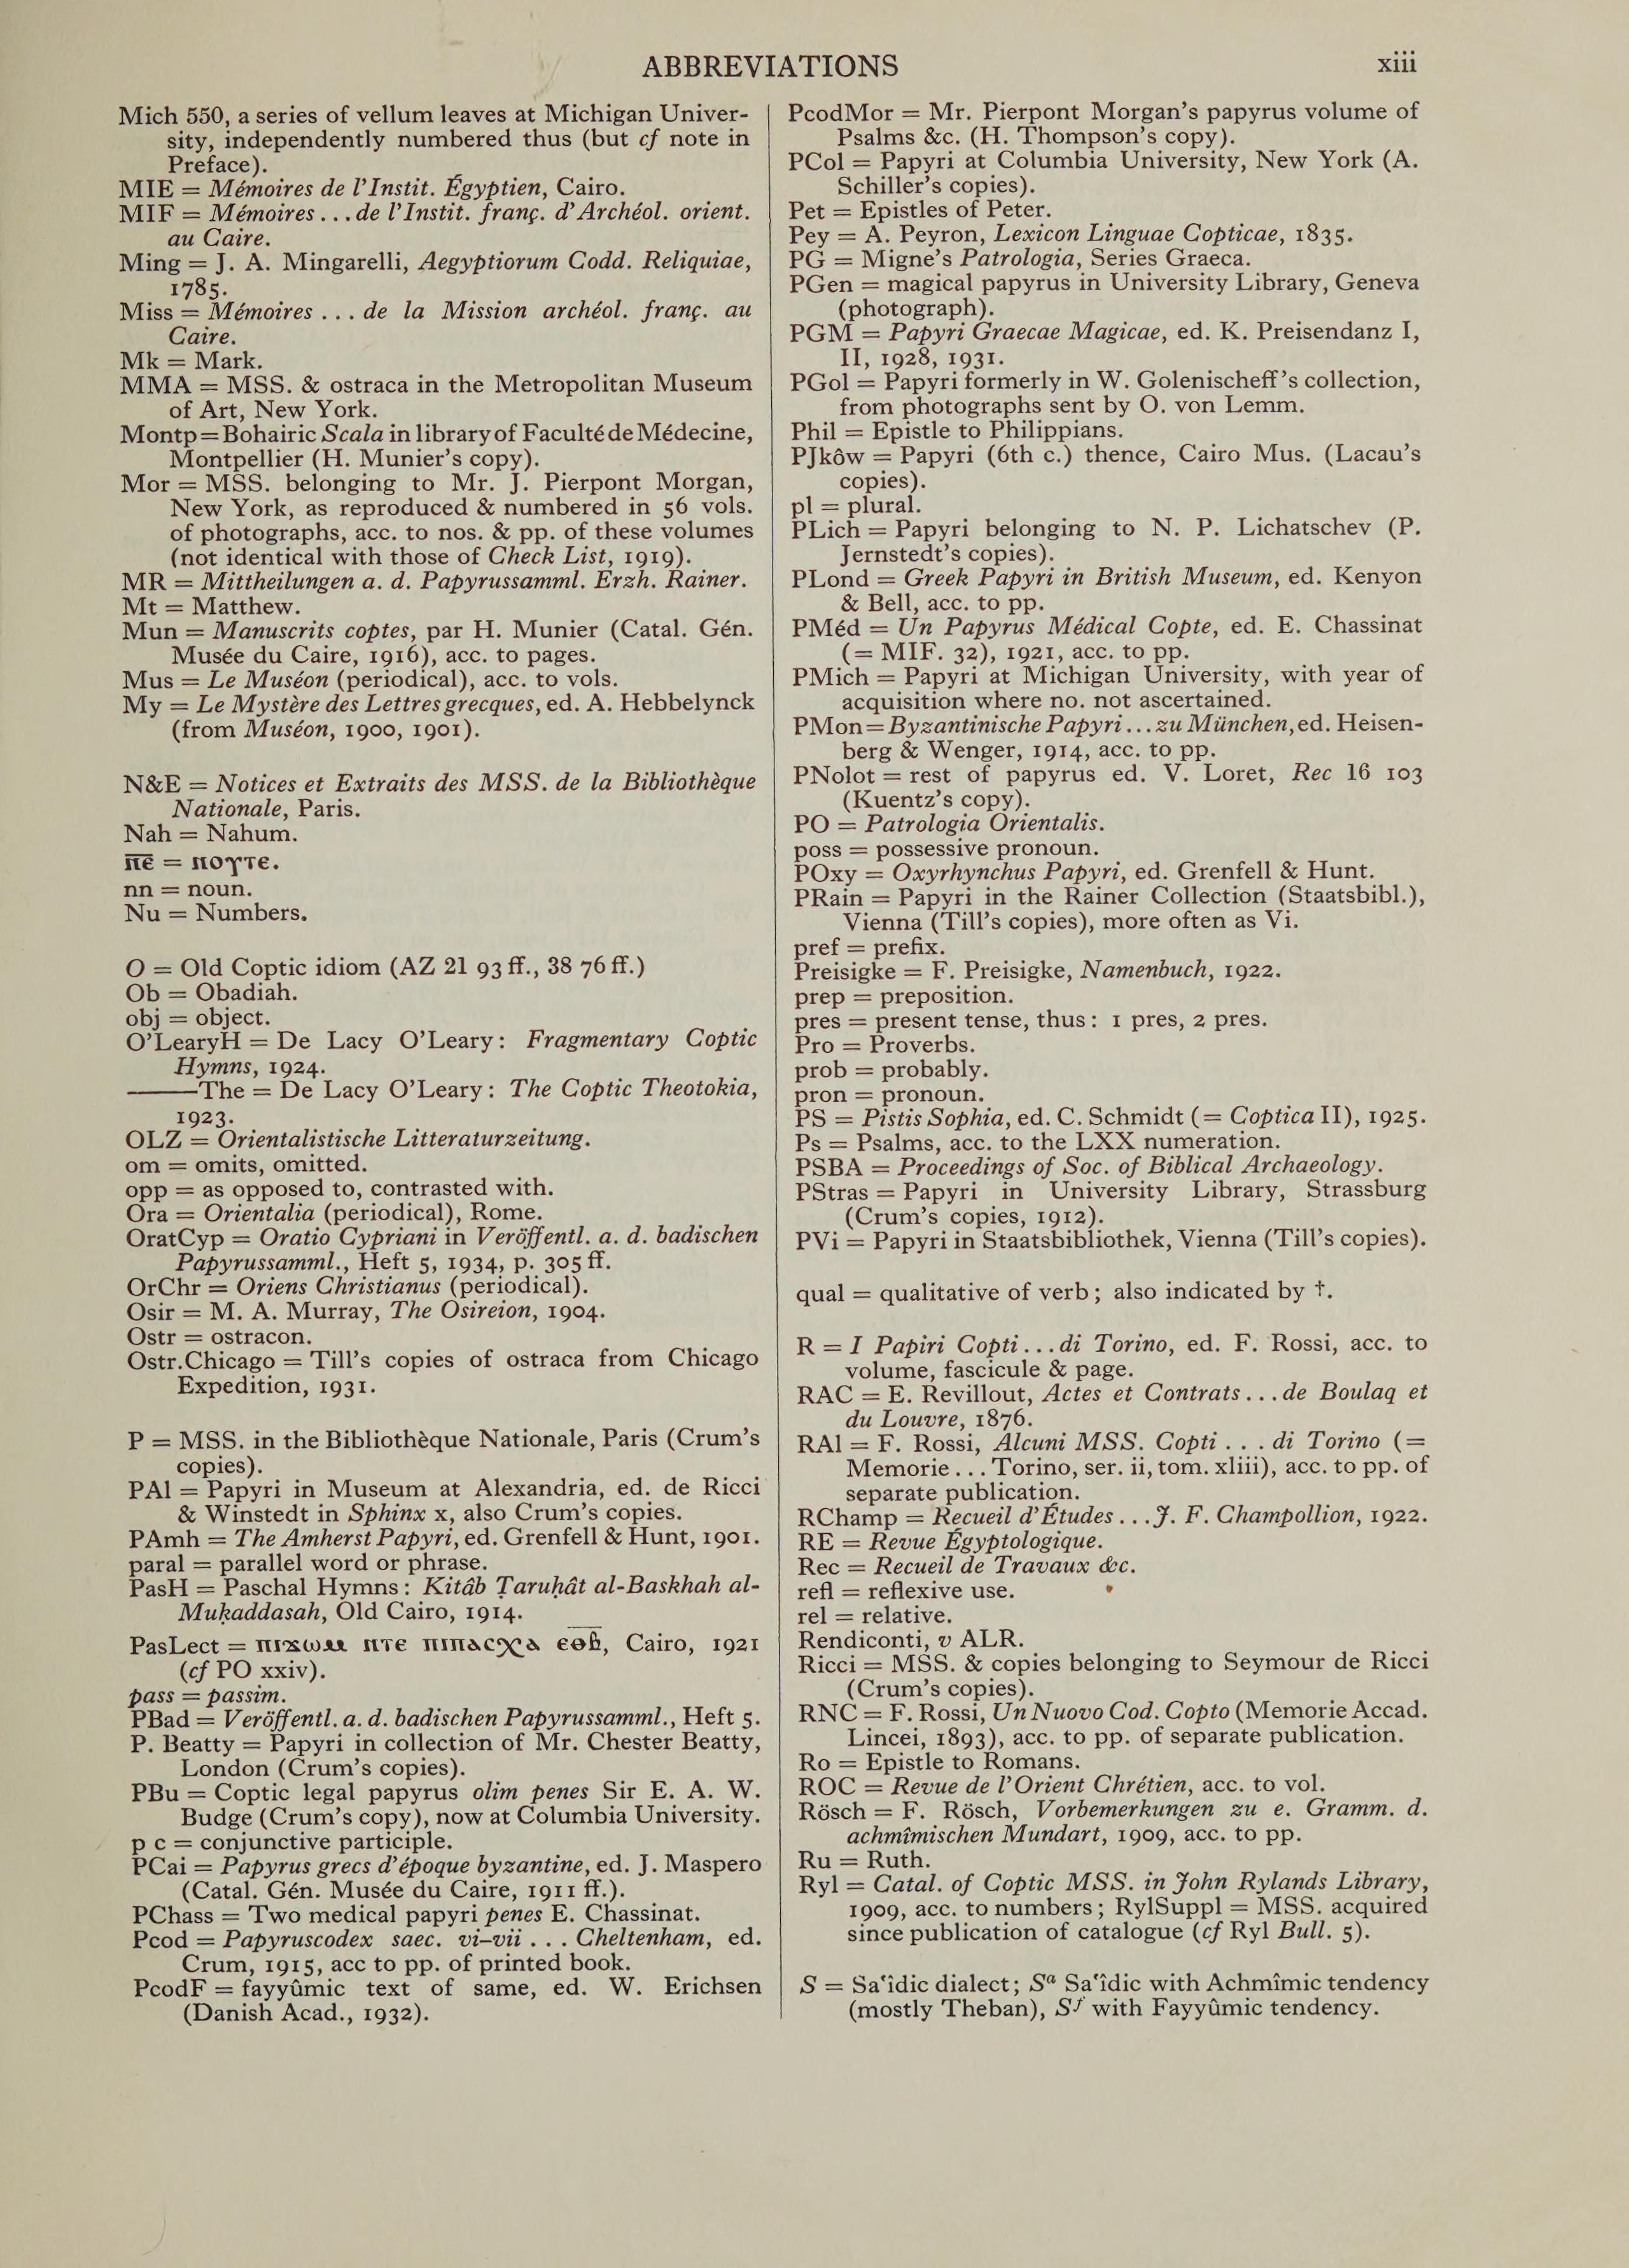 ABBREVIATIONS
xiii
Mich 550, a series of vellum leaves at Michigan Univer-
sity, independently numbered thus (but cf note in
Preface).
MIE = Mémoires de l'Instit. Égyptien, Cairo.
MIF = Mémoires . . . de l'Instit. franç. d'Archéol. orient.
au Caire.
Ming = J. A. Mingarelli, Aegyptiorum Codd. Reliquiae,
1785.
Miss = Mémoires . . . de la Mission archéol. franç. au
Caire.
Mk = Mark.
MMA = MSS. & ostraca in the Metropolitan Museum
of Art, New York.
Montp = Bohairic Scala in library of Faculté de Médecine,
Montpellier (H. Munier's copy).
Mor = MSS. belonging to Mr. J. Pierpont Morgan,
New York, as reproduced & numbered in 56 vols.
of photographs, acc. to nos. & pp. of these volumes
(not identical with those of Check List, 1919).
MR = Mittheilungen a. d. Papyrussamml. Erzh. Rainer.
Mt = Matthew.
Mun = Manuscrits coptes, par H. Munier (Catal. Gén.
Musée du Caire, 1916), acc. to pages.
Mus = Le Muséon (periodical), acc. to vols.
My = Le Mystère des Lettres grecques, ed. A. Hebbelynck
(from Muséon, 1900, 1901).
N&E = Notices et Extraits des MSS. de la Bibliothèque
Nationale, Paris.
Nah = Nahum.
ⲛ̅ⲉ̅ = ⲛⲟⲩⲧⲉ.
nn = noun.
Nu = Numbers.
O = Old Coptic idiom (AZ 21 93 ff., 38 76 ff.)
Ob = Obadiah.
obj = object.
O'LearyH = De Lacy O'Leary: Fragmentary Coptic
Hymns, 1924.
———The = De Lacy O'Leary: The Coptic Theotokia,
1923.
OLZ = Orientalistische Litteraturzeitung.
om = omits, omitted.
opp = as opposed to, contrasted with.
Ora = Orientalia (periodical), Rome.
OratCyp = Oratio Cypriani in Veröffentl. a. d. badischen
Papyrussamml., Heft 5, 1934, p. 305 ff.
OrChr = Oriens Christianus (periodical).
Osir = M. A. Murray, The Osireion, 1904.
Ostr = ostracon.
Ostr.Chicago = Till's copies of ostraca from Chicago
Expedition, 1931.
P = MSS. in the Bibliothèque Nationale, Paris (Crum's
copies).
PAl = Papyri in Museum at Alexandria, ed. de Ricci
& Winstedt in Sphinx x, also Crum's copies.
PAmh = The Amherst Papyri, ed. Grenfell & Hunt, 1901.
paral = parallel word or phrase.
PasH = Paschal Hymns: Kitâb Ṭaruḥât al-Baskhah al-
Muḳaddasah, Old Cairo, 1914.
PasLect = ⲡⲓϫⲱⲙ ⲛⲧⲉ ⲡⲓⲡⲁⲥⲭⲁ ⲉ̅ⲑ̅ⲃ̅, Cairo, 1921
(cf PO xxiv).
pass = passim.
PBad = Veröffentl. a. d. badischen Papyrussamml., Heft 5.
P. Beatty = Papyri in collection of Mr. Chester Beatty,
London (Crum's copies).
PBu = Coptic legal papyrus olim penes Sir E. A. W.
Budge (Crum's copy), now at Columbia University.
p c = conjunctive participle.
PCai = Papyrus grecs d'époque byzantine, ed. J. Maspero
(Catal. Gén. Musée du Caire, 1911 ff.).
PChass = Two medical papyri penes E. Chassinat.
Pcod = Papyruscodex saec. vi–vii . . . Cheltenham, ed.
Crum, 1915, acc to pp. of printed book.
PcodF = fayyûmic text of same, ed. W. Erichsen
(Danish Acad., 1932).
PcodMor = Mr. Pierpont Morgan's papyrus volume of
Psalms &c. (H. Thompson's copy).
PCol = Papyri at Columbia University, New York (A.
Schiller's copies).
Pet = Epistles of Peter.
Pey = A. Peyron, Lexicon Linguae Copticae, 1835.
PG = Migne's Patrologia, Series Graeca.
PGen = magical papyrus in University Library, Geneva
(photograph).
PGM = Papyri Graecae Magicae, ed. K. Preisendanz I,
II, 1928, 1931.
PGol = Papyri formerly in W. Golenischeff's collection,
from photographs sent by O. von Lemm.
Phil = Epistle to Philippians.
PJkôw = Papyri (6th c.) thence, Cairo Mus. (Lacau's
copies).
pl = plural.
PLich = Papyri belonging to N. P. Lichatschev (P.
Jernstedt's copies).
PLond = Greek Papyri in British Museum, ed. Kenyon
& Bell, acc. to pp.
PMéd = Un Papyrus Médical Copte, ed. E. Chassinat
(= MIF. 32), 1921, acc. to pp.
PMich = Papyri at Michigan University, with year of
acquisition where no. not ascertained.
PMon = Byzantinische Papyri . . . zu München, ed. Heisen-
berg & Wenger, 1914, acc. to pp.
PNolot = rest of papyrus ed. V. Loret, Rec 16 103
(Kuentz's copy).
PO = Patrologia Orientalis.
poss = possessive pronoun.
POxy = Oxyrhynchus Papyri, ed. Grenfell & Hunt.
PRain = Papyri in the Rainer Collection (Staatsbibl.),
Vienna (Till's copies), more often as Vi.
pref = prefix.
Preisigke = F. Preisigke, Namenbuch, 1922.
prep = preposition.
pres = present tense, thus: 1 pres, 2 pres.
Pro = Proverbs.
prob = probably.
pron = pronoun.
PS = Pistis Sophia, ed. C. Schmidt (= Coptica II), 1925.
Ps = Psalms, acc. to the LXX numeration.
PSBA = Proceedings of Soc. of Biblical Archaeology.
PStras = Papyri in University Library, Strassburg
(Crum's copies, 1912).
PVi = Papyri in Staatsbibliothek, Vienna (Till's copies).
qual = qualitative of verb; also indicated by †.
R = I Papiri Copti . . . di Torino, ed. F. Rossi, acc. to
volume, fascicule & page.
RAC = E. Revillout, Actes et Contrats . . . de Boulaq et
du Louvre, 1876.
RAl = F. Rossi, Alcuni MSS. Copti . . . di Torino (=
Memorie . . . Torino, ser. ii, tom. xliii), acc. to pp. of
separate publication.
RChamp = Recueil d'Études . . . J. F. Champollion, 1922.
RE = Revue Égyptologique.
Rec = Recueil de Travaux &c.
refl = reflexive use.
rel = relative.
Rendiconti, v ALR.
Ricci = MSS. & copies belonging to Seymour de Ricci
(Crum's copies).
RNC = F. Rossi, Un Nuovo Cod. Copto (Memorie Accad.
Lincei, 1893), acc. to pp. of separate publication.
Ro = Epistle to Romans.
ROC = Revue de l'Orient Chrétien, acc. to vol.
Rösch = F. Rösch, Vorbemerkungen zu e. Gramm. d.
achmîmischen Mundart, 1909, acc. to pp.
Ru = Ruth.
Ryl = Catal. of Coptic MSS. in John Rylands Library,
1909, acc. to numbers; RylSuppl = MSS. acquired
since publication of catalogue (cf Ryl Bull. 5).
S = Saʿîdic dialect; Sᵃ Saʿîdic with Achmîmic tendency
(mostly Theban), Sᶠ with Fayyûmic tendency.